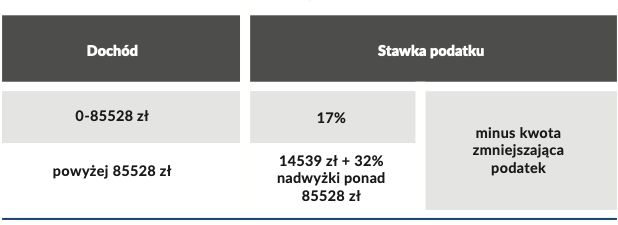 Dochód
Stawka podatku
0-85528 zł
17%
minus kwota
zmniejszająca
podatek
powyżej 85528 zł
14539 zł + 32%
nadwyżki ponad
85528 zł